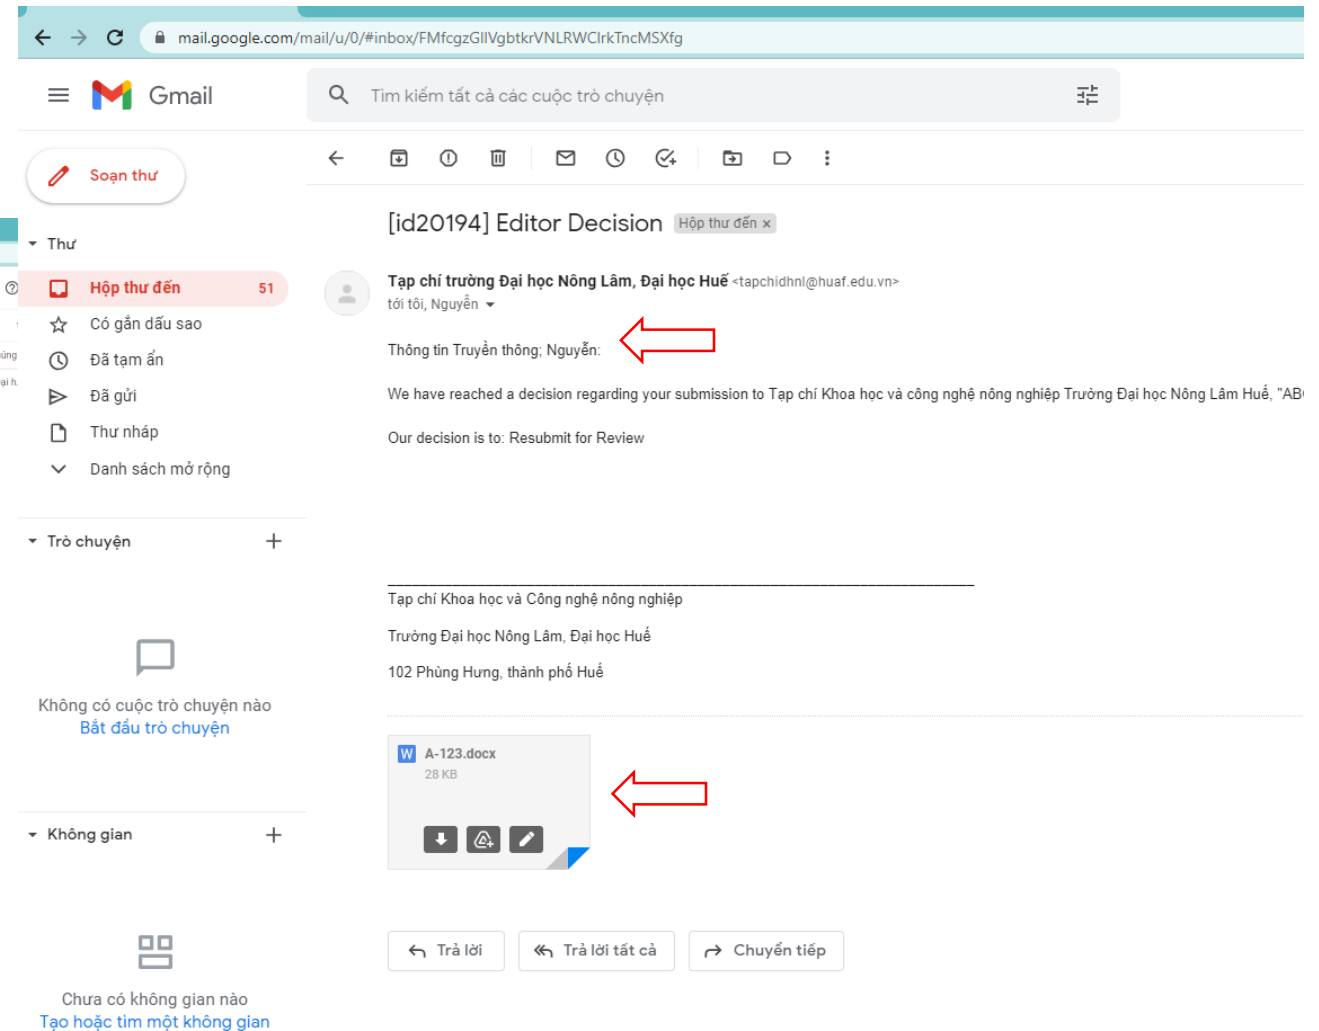 mail.google.com/mail/u/0/#inbox/FMfcgzGllVgbtkrVNLRWClrkTncMSXfg
Gmail
Tìm kiếm tất cả các cuộc trò chuyện
Soạn thư
[id20194] Editor Decision Hộp thư đến ×
Thư
Hộp thư đến 51
Có gắn dấu sao
Đã tạm ẩn
Đã gửi
Thư nháp
Danh sách mở rộng
Tạp chí trường Đại học Nông Lâm, Đại học Huế <tapchidhnl@huaf.edu.vn>
tới tôi, Nguyễn
Thông tin Truyền thông; Nguyễn:
We have reached a decision regarding your submission to Tạp chí Khoa học và công nghệ nông nghiệp Trường Đại học Nông Lâm Huế, "AB
Our decision is to: Resubmit for Review
Trò chuyện
Không có cuộc trò chuyện nào
Bắt đầu trò chuyện
Tạp chí Khoa học và Công nghệ nông nghiệp
Trường Đại học Nông Lâm, Đại học Huế
102 Phùng Hưng, thành phố Huế
W A-123.docx
28 KB
Không gian
Chưa có không gian nào
Tạo hoặc tìm một không gian
Trả lời
Trả lời tất cả
Chuyển tiếp